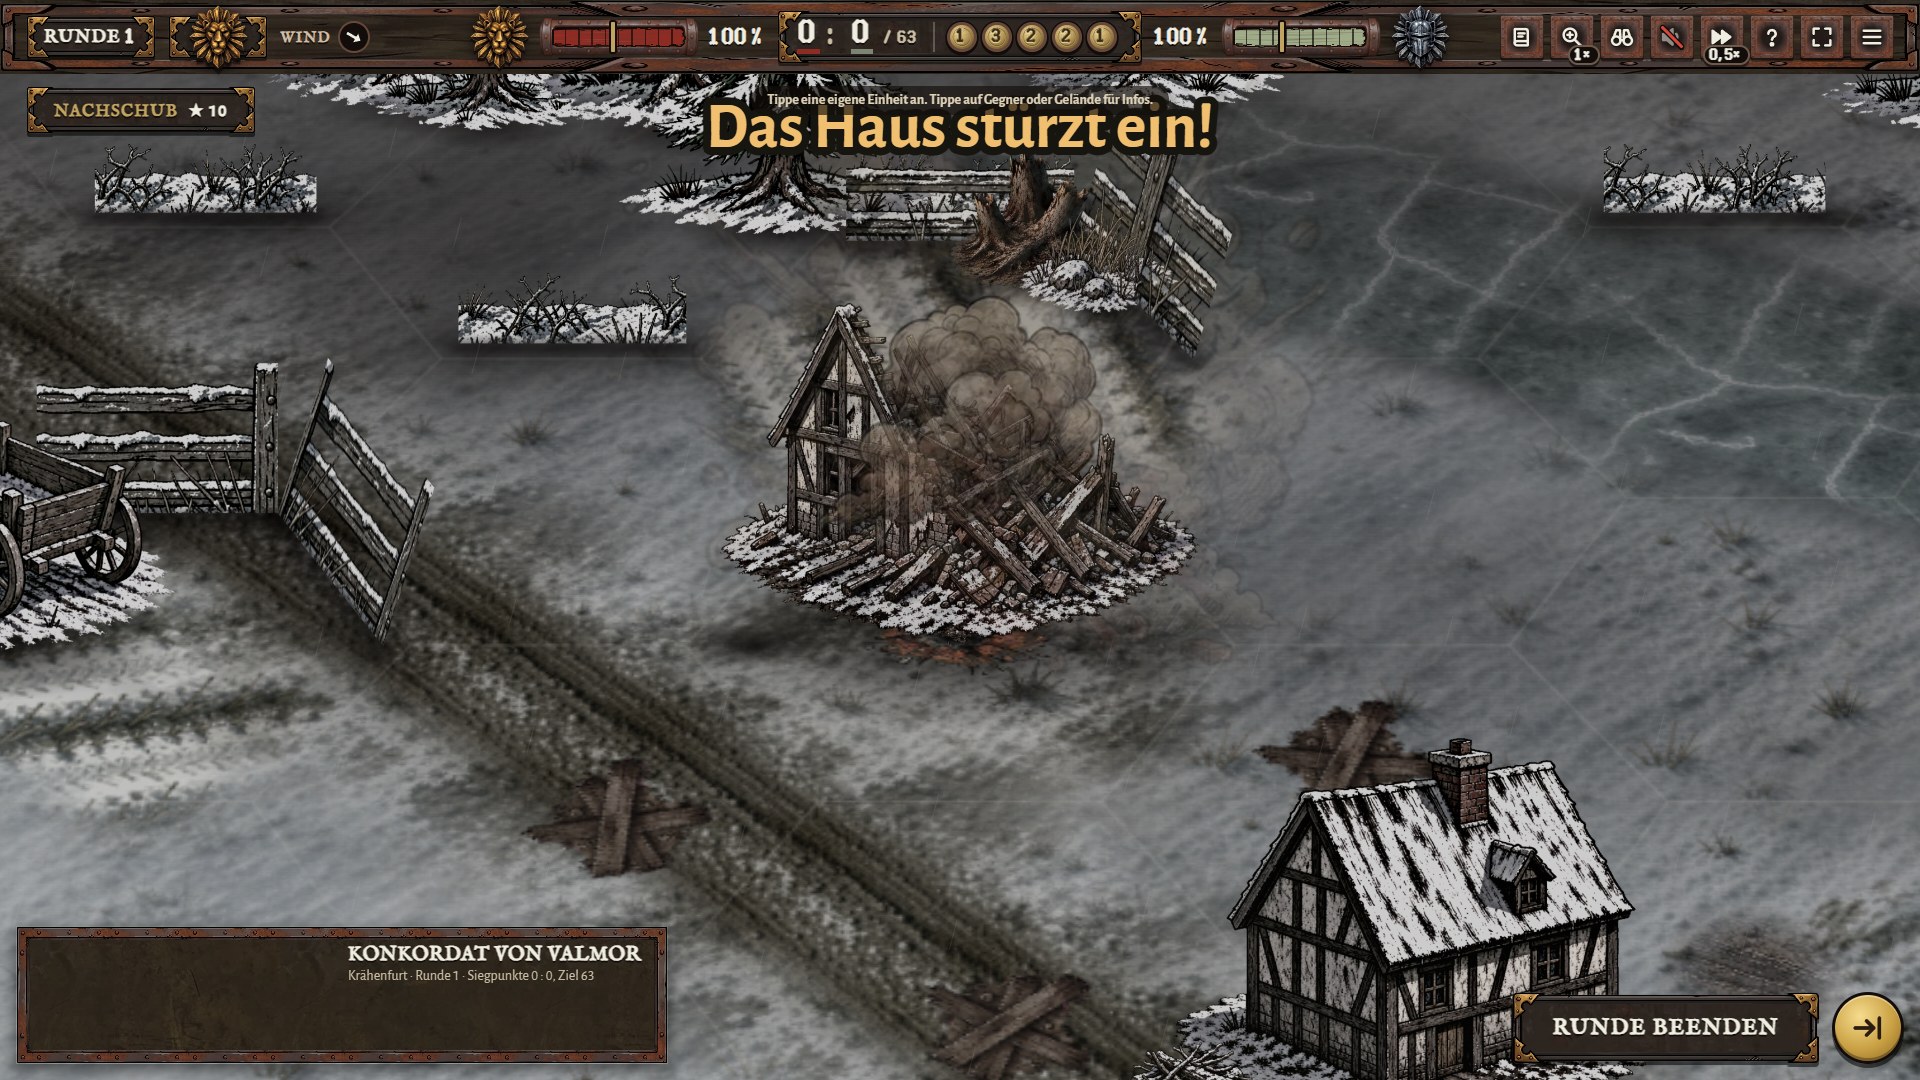 RUNDE 1
WIND
100 %
0 : 0 / 63
1 3 2 2 1
100 %
1×
0,5×
?
NACHSCHUB ★ 10
Tippe eine eigene Einheit an. Tippe auf Gegner oder Gelände für Infos.
Das Haus stürzt ein!
KONKORDAT VON VALMOR
Krähenfurt · Runde 1 · Siegpunkte 0 : 0, Ziel 63
RUNDE BEENDEN